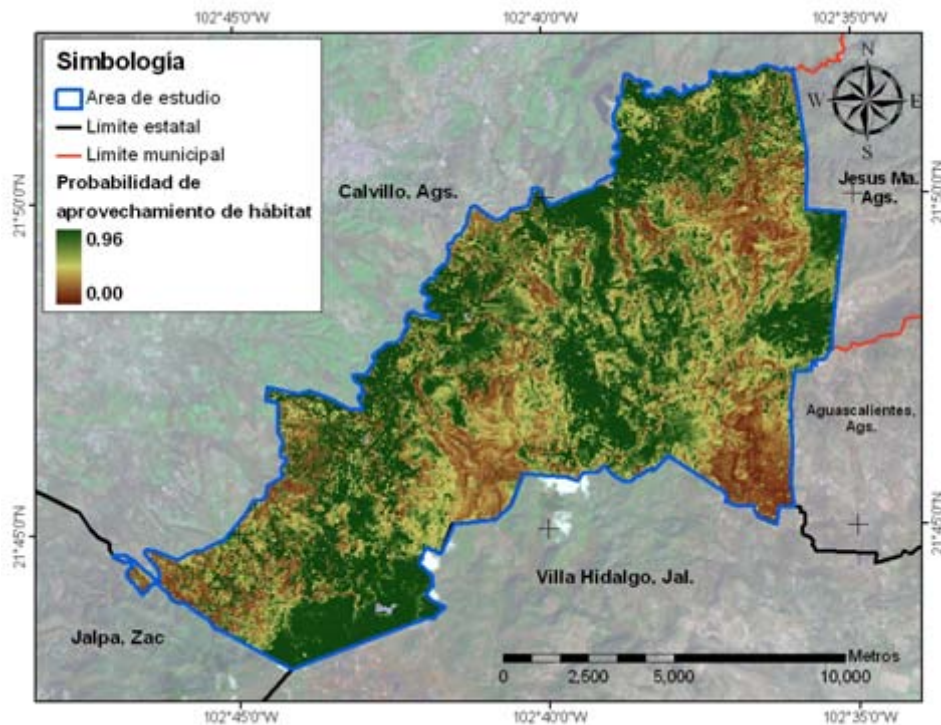 102°45'0"W
102°40'0"W
102°35'0"W
Simbología
Area de estudio
Limite estatal
Limite municipal
Probabilidad de
aprovechamiento de hábitat
0.96
0.00
N
W
E
S
Calvillo, Ags.
Jesus Ma.
Ags.
21°50'0"N
21°50'0"N
Aguascalientes,
Ags.
21°45'0"N
21°45'0"N
Villa Hidalgo, Jal.
Jalpa, Zac
Metros
0
2,500
5,000
10,000
102°45'0"W
102°40'0"W
102°35'0"W